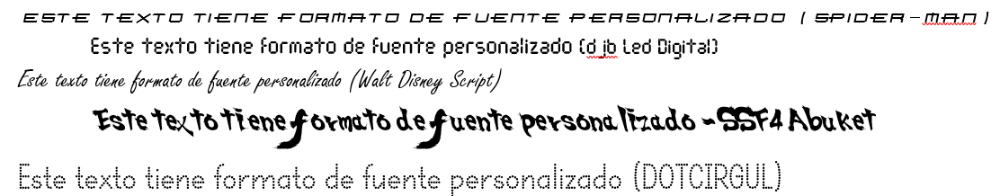 ESTE TEXTO TIENE FORMATO DE FUENTE PERSONALIZADO (SPIDER-MAN)
Este texto tiene formato de fuente personalizado (d jb Led Digital)
Este texto tiene formato de fuente personalizado (Walt Disney Script)
Este texto tiene formato de fuente personalizado -SSF4 Abuket
Este texto tiene formato de fuente personalizado (DOTCIRGUL)